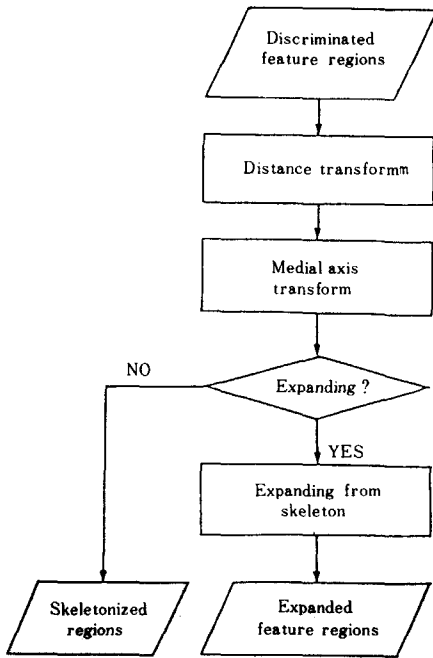 Discriminated
feature regions
Distance transformm
Medial axis
transform
Expanding ?
NO
YES
Expanding from
skeleton
Skeletonized
regions
Expanded
feature regions